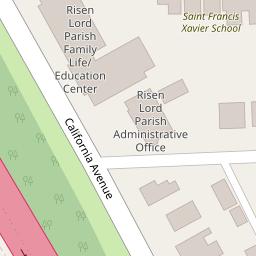 Risen
Lord
Parish
Family
Life/
Education
Center
Saint Francis
Xavier School
Risen
Lord
Parish
Administrative
Office
California Avenue